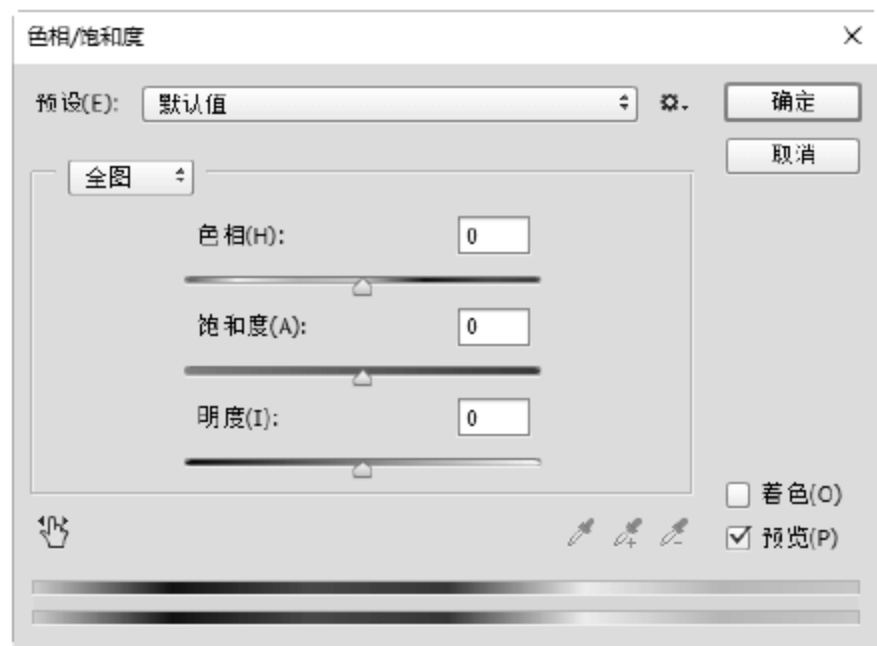 色相/饱和度
预设(E): 默认值 确定
取消
全图
色相(H): 0
饱和度(A): 0
明度(I): 0
着色(O)
预览(P)